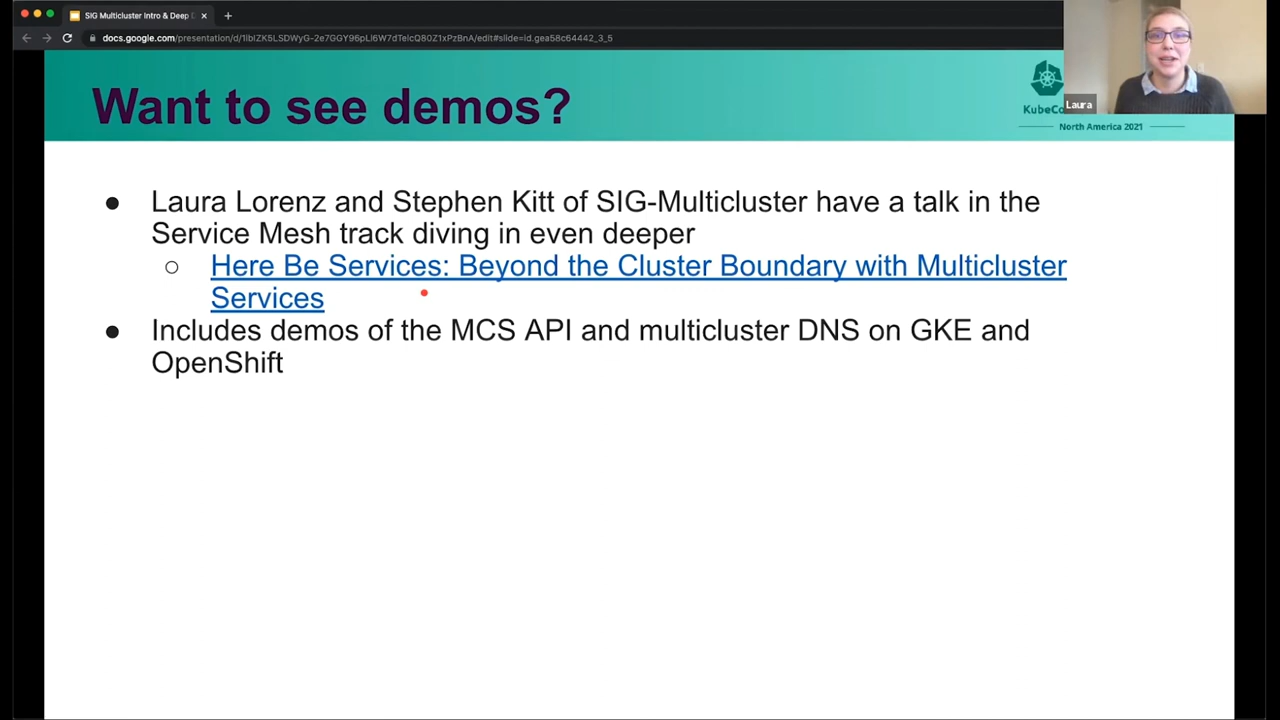 SIG Multicluster Intro & Deep D
docs.google.com/presentation/d/1lblZK5LSDWyG-2e7GGY96pLl6W7dTelcQ80Z1xPzBnA/edit#slide=id.gea58c64442_3_5
Want to see demos?
KubeCo
North America 2021
Laura
● Laura Lorenz and Stephen Kitt of SIG-Multicluster have a talk in the
Service Mesh track diving in even deeper
○ Here Be Services: Beyond the Cluster Boundary with Multicluster
Services
● Includes demos of the MCS API and multicluster DNS on GKE and
OpenShift